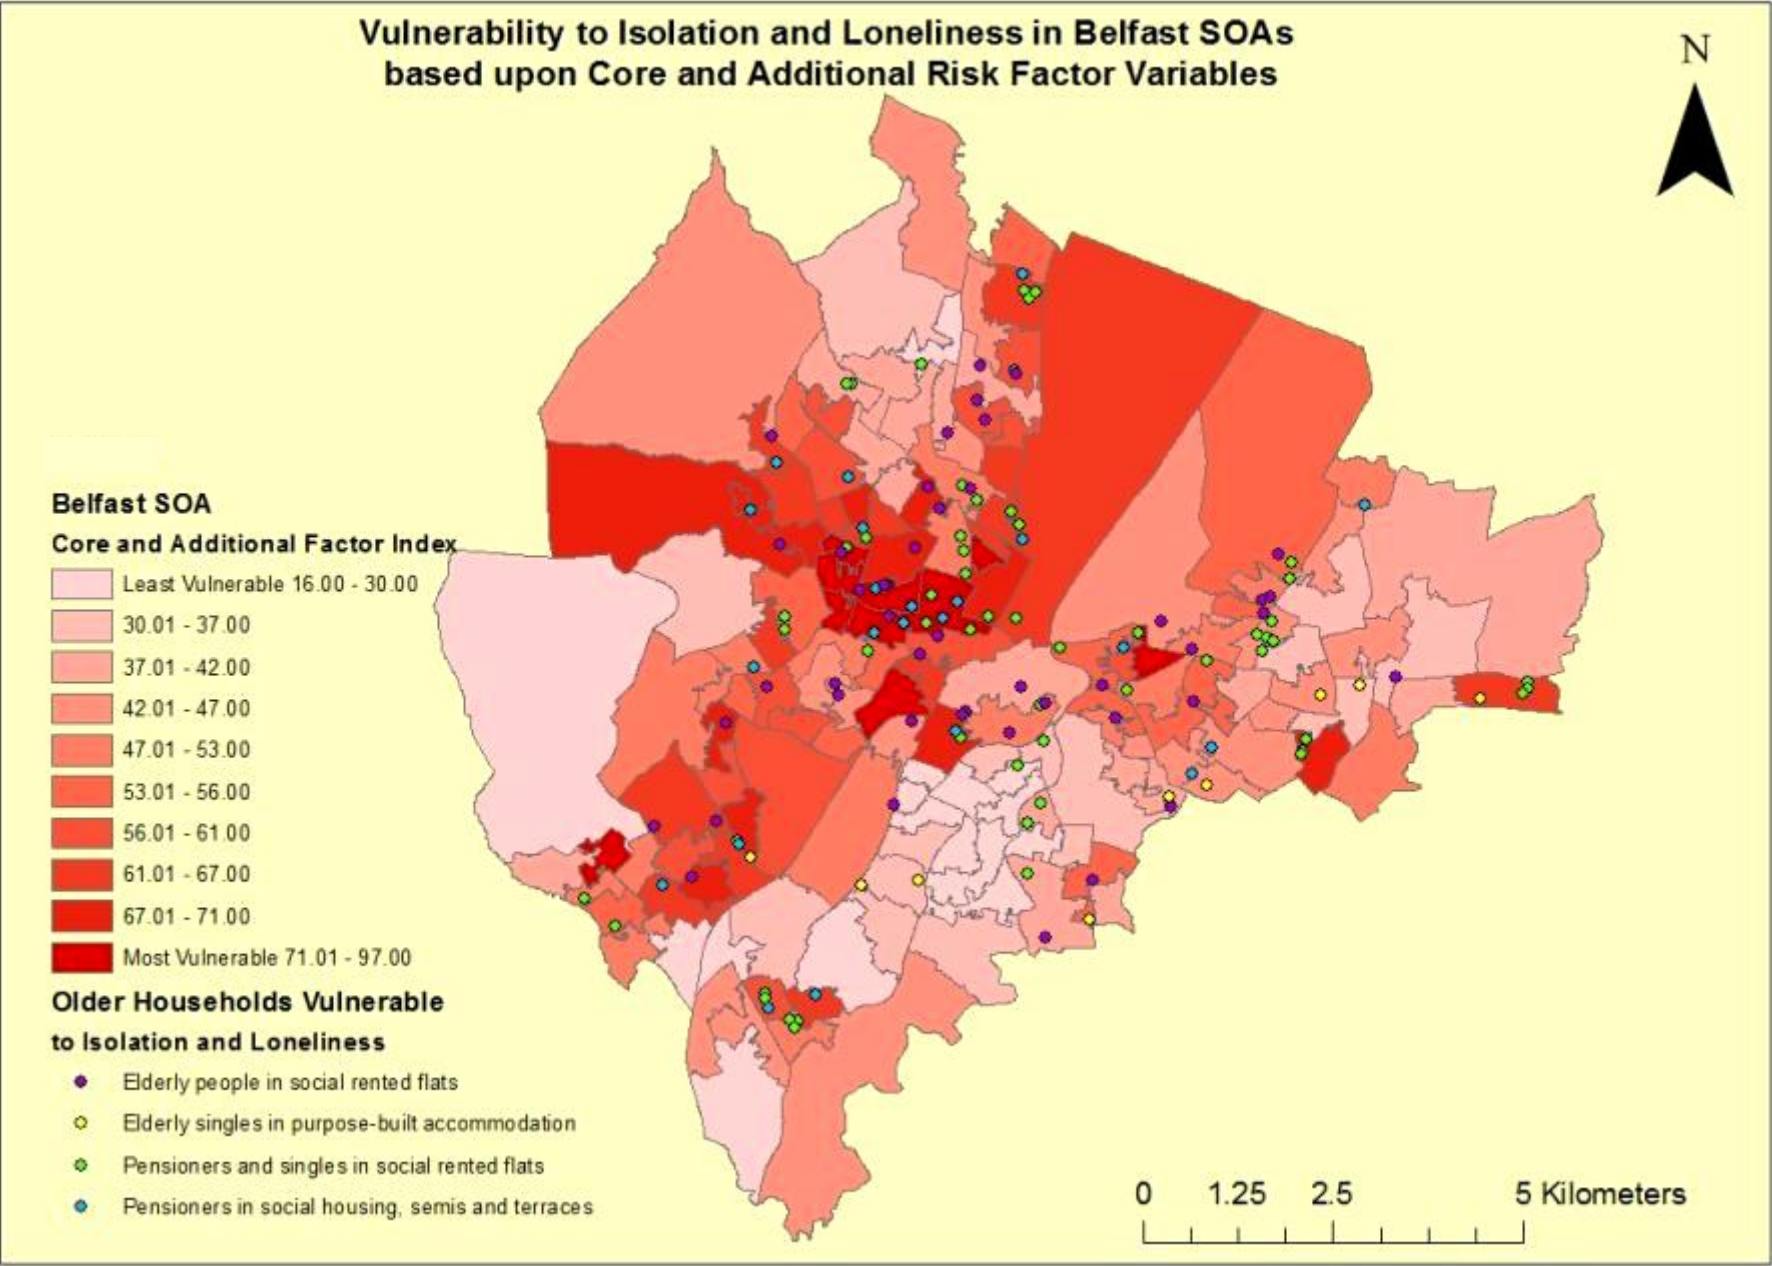 Vulnerability to Isolation and Loneliness in Belfast SOAs
based upon Core and Additional Risk Factor Variables
N
Belfast SOA
Core and Additional Factor Index
Least Vulnerable 16.00 - 30.00
30.01 - 37.00
37.01 - 42.00
42.01 - 47.00
47.01 - 53.00
53.01 - 56.00
56.01 - 61.00
61.01 - 67.00
67.01 - 71.00
Most Vulnerable 71.01 - 97.00
Older Households Vulnerable
to Isolation and Loneliness
Elderly people in social rented flats
Elderly singles in purpose-built accommodation
Pensioners and singles in social rented flats
Pensioners in social housing, semis and terraces
0 1.25 2.5 5 Kilometers